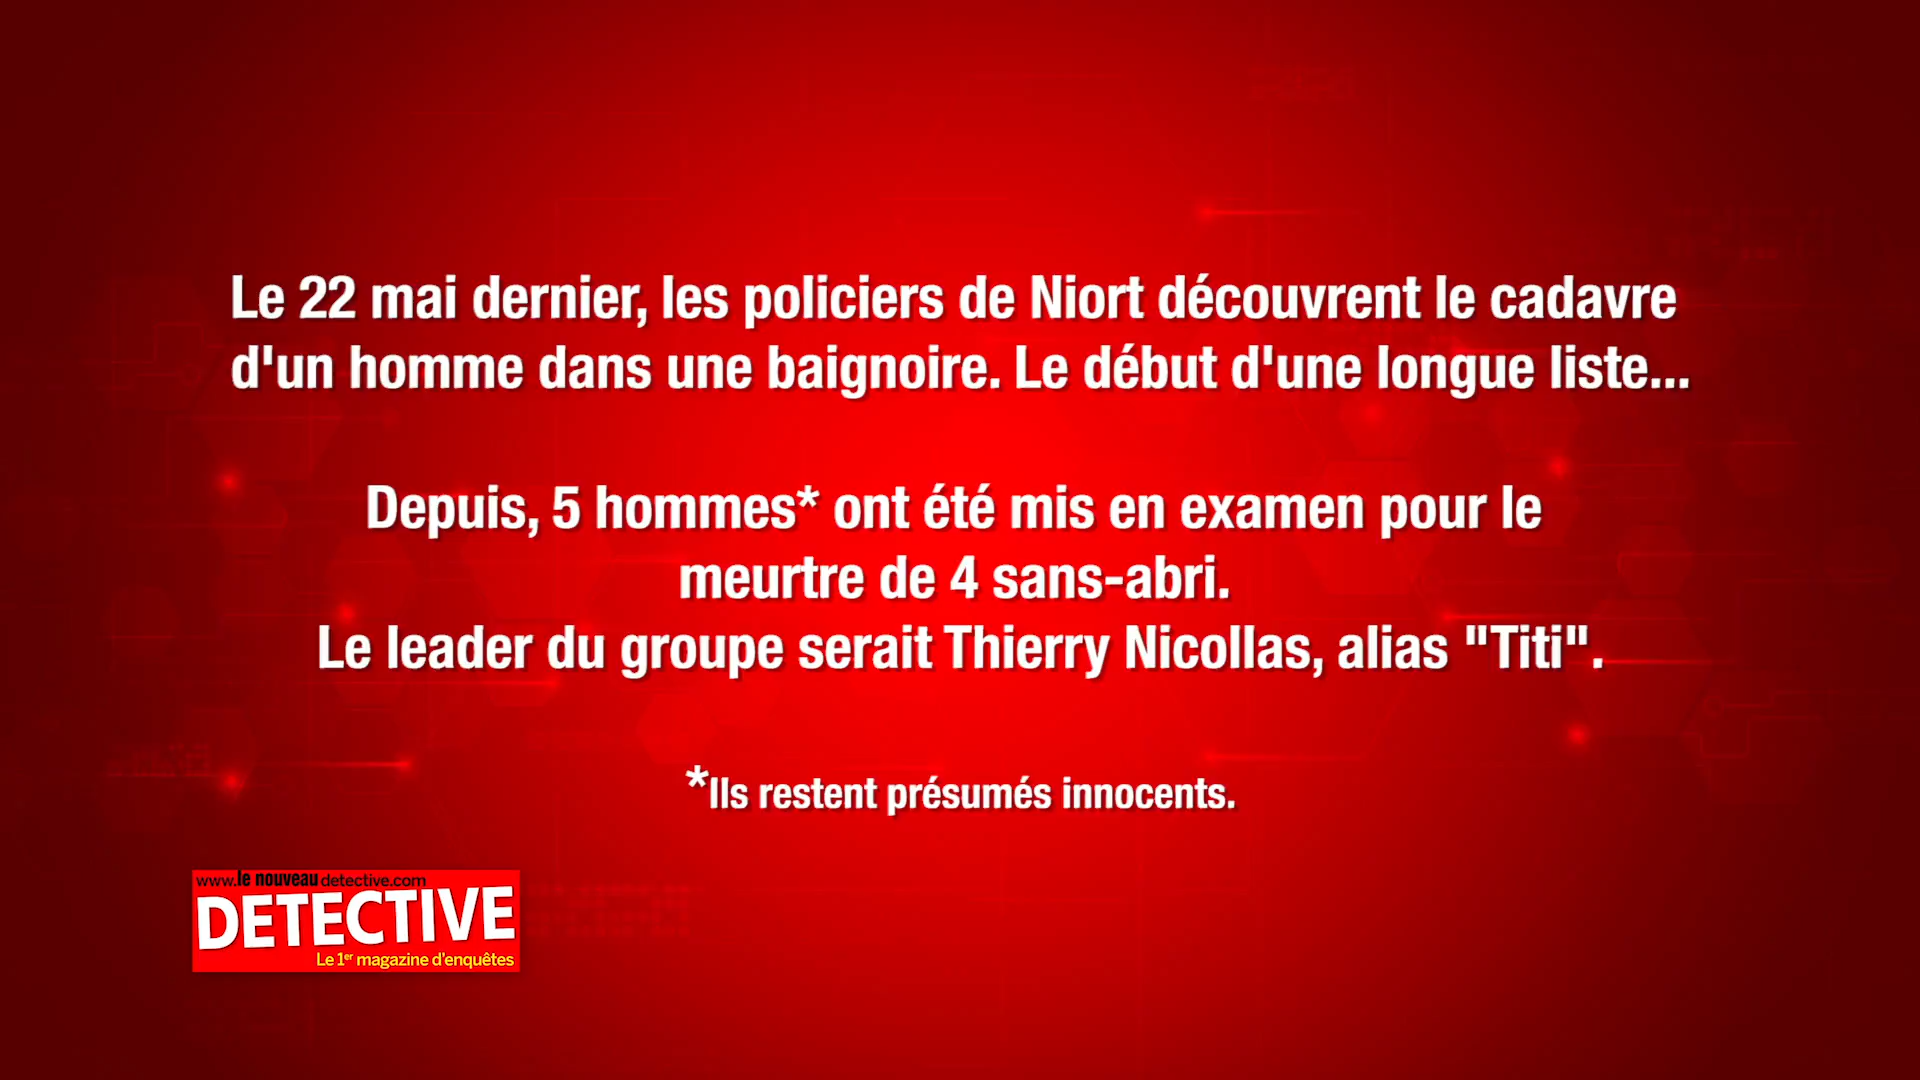 Le 22 mai dernier, les policiers de Niort découvrent le cadavre
d'un homme dans une baignoire. Le début d'une longue liste...
Depuis, 5 hommes* ont été mis en examen pour le
meurtre de 4 sans-abri.
Le leader du groupe serait Thierry Nicollas, alias "Titi".
*Ils restent présumés innocents.
www.le nouveau detective.com
DETECTIVE
Le 1er magazine d'enquêtes